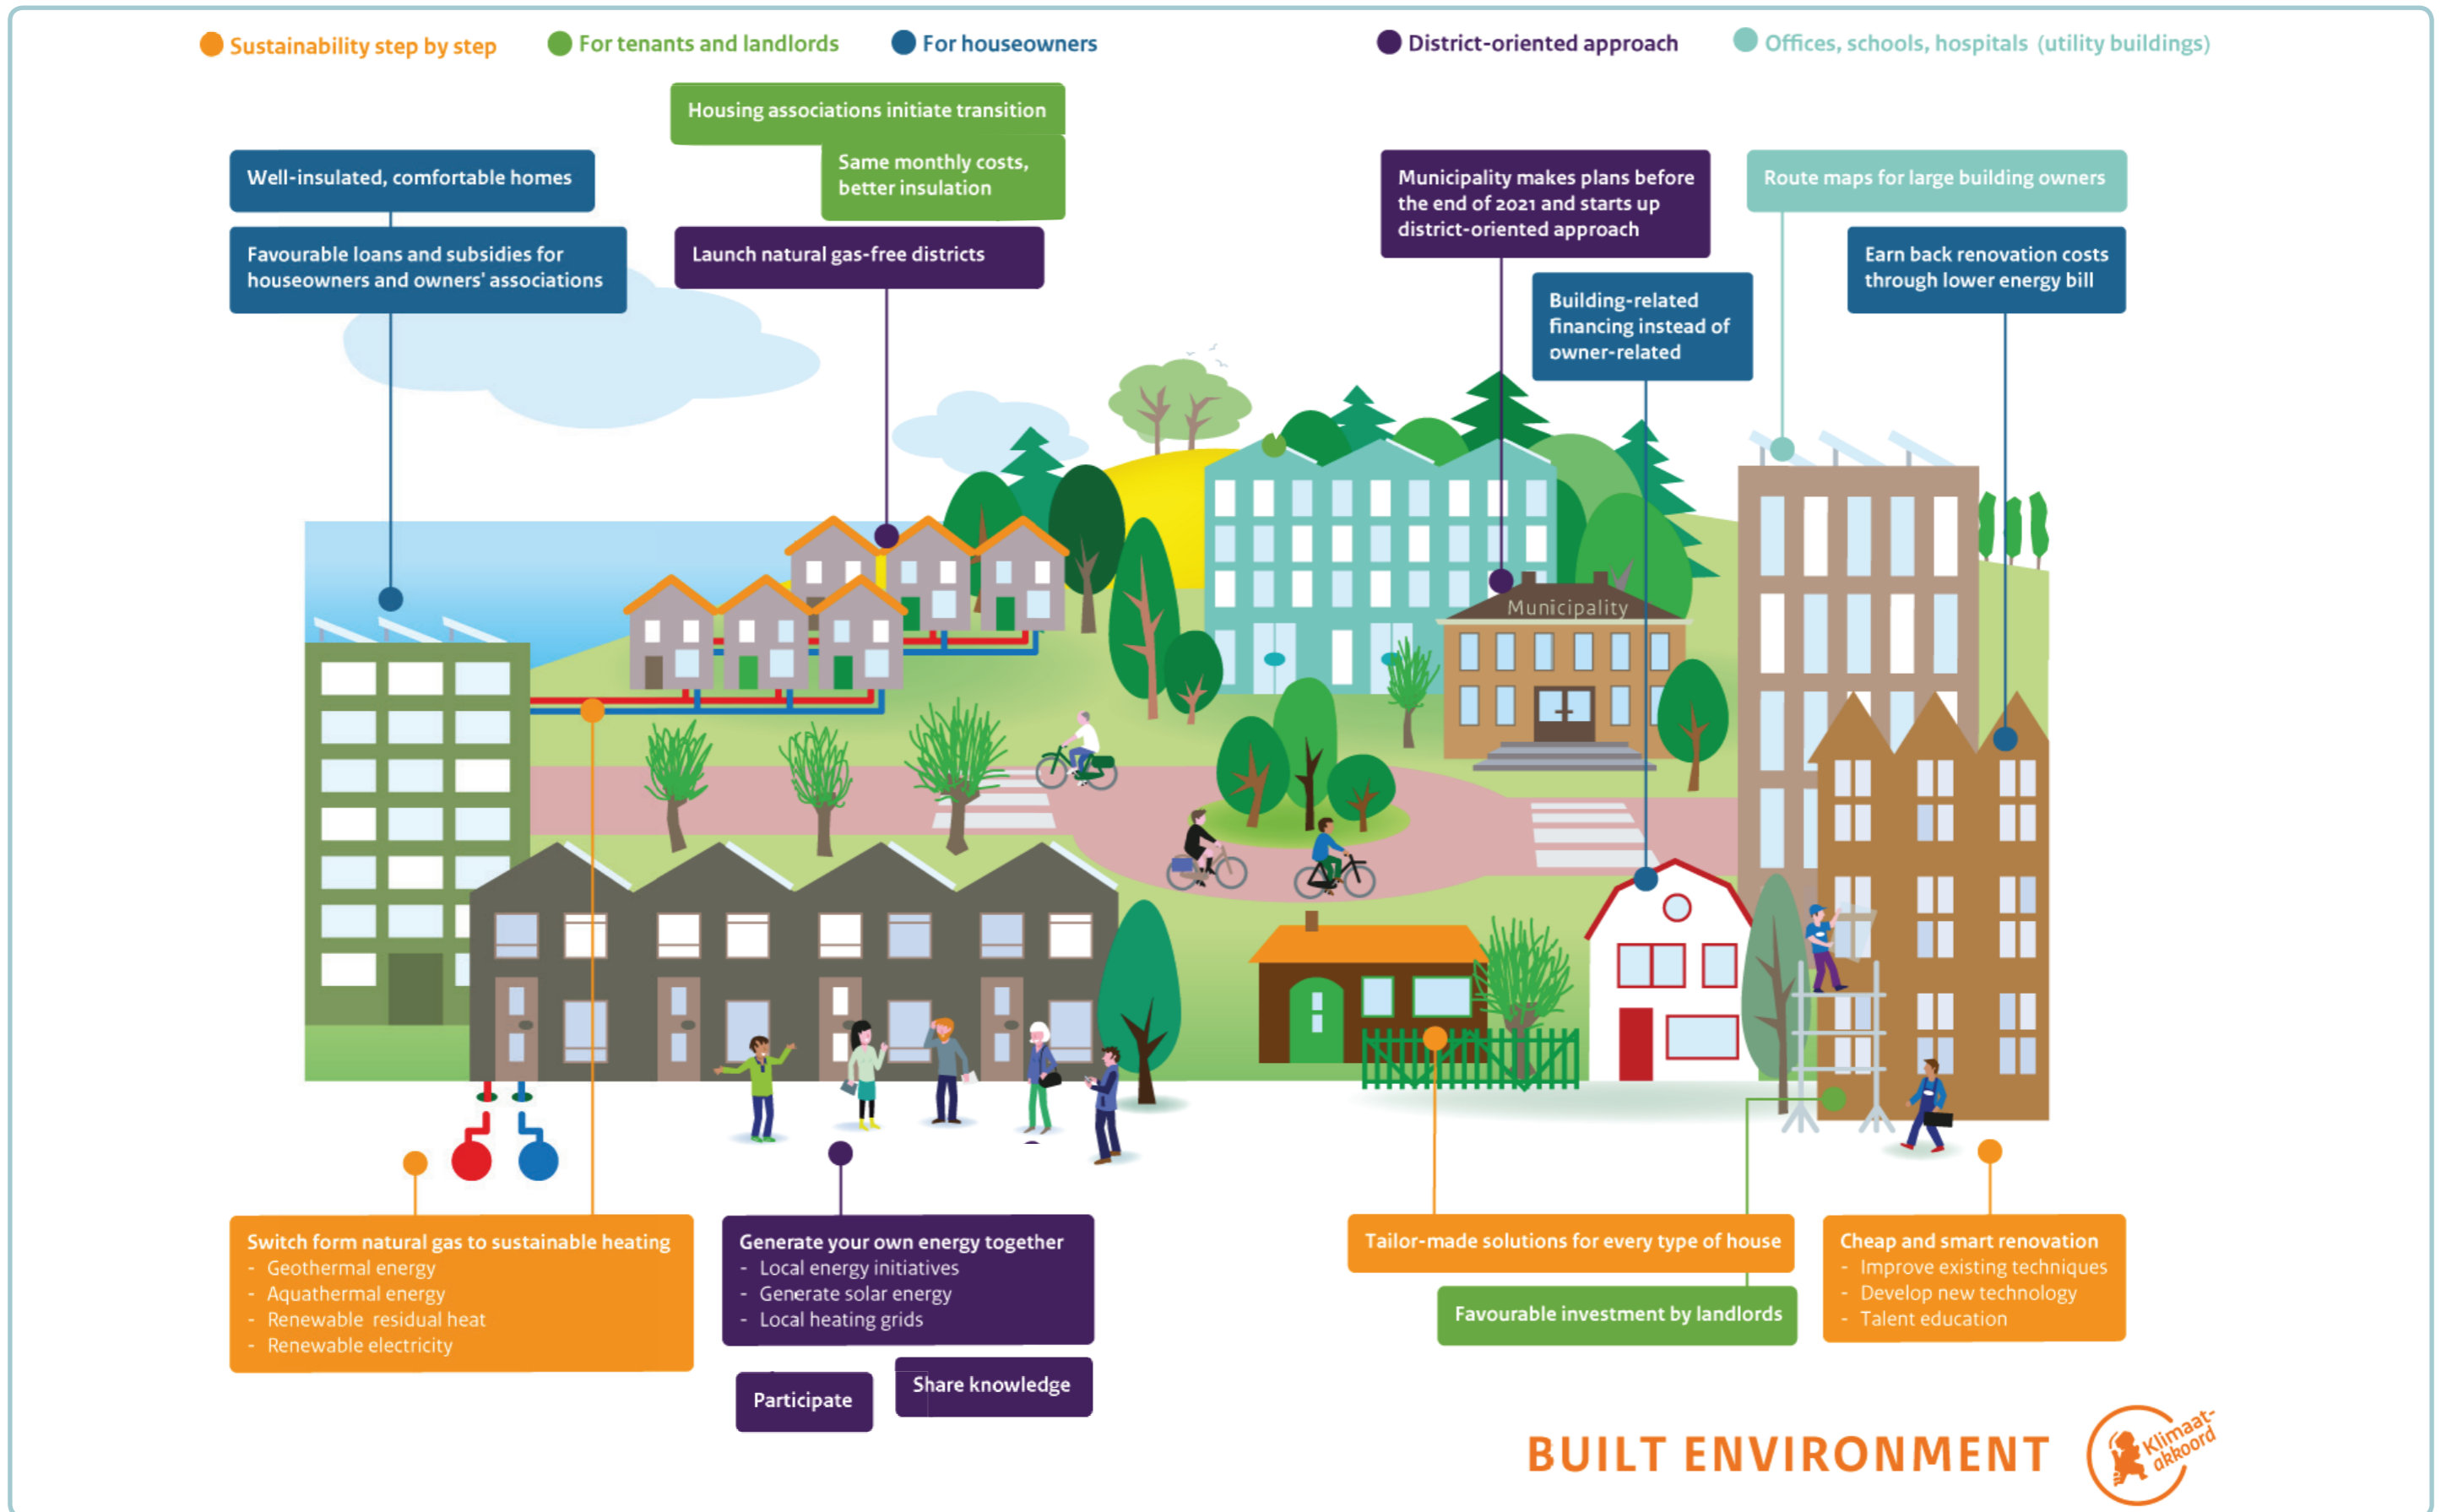 Sustainability step by step
For tenants and landlords
For houseowners
District-oriented approach
Offices, schools, hospitals (utility buildings)
Housing associations initiate transition
Same monthly costs,
better insulation
Well-insulated, comfortable homes
Favourable loans and subsidies for
houseowners and owners' associations
Launch natural gas-free districts
Municipality makes plans before
the end of 2021 and starts up
district-oriented approach
Route maps for large building owners
Building-related
financing instead of
owner-related
Earn back renovation costs
through lower energy bill
Municipality
Switch form natural gas to sustainable heating
- Geothermal energy
- Aquathermal energy
- Renewable residual heat
- Renewable electricity
Generate your own energy together
- Local energy initiatives
- Generate solar energy
- Local heating grids
Participate
Share knowledge
Tailor-made solutions for every type of house
Favourable investment by landlords
Cheap and smart renovation
- Improve existing techniques
- Develop new technology
- Talent education
BUILT ENVIRONMENT
Klimaat-
akkoord